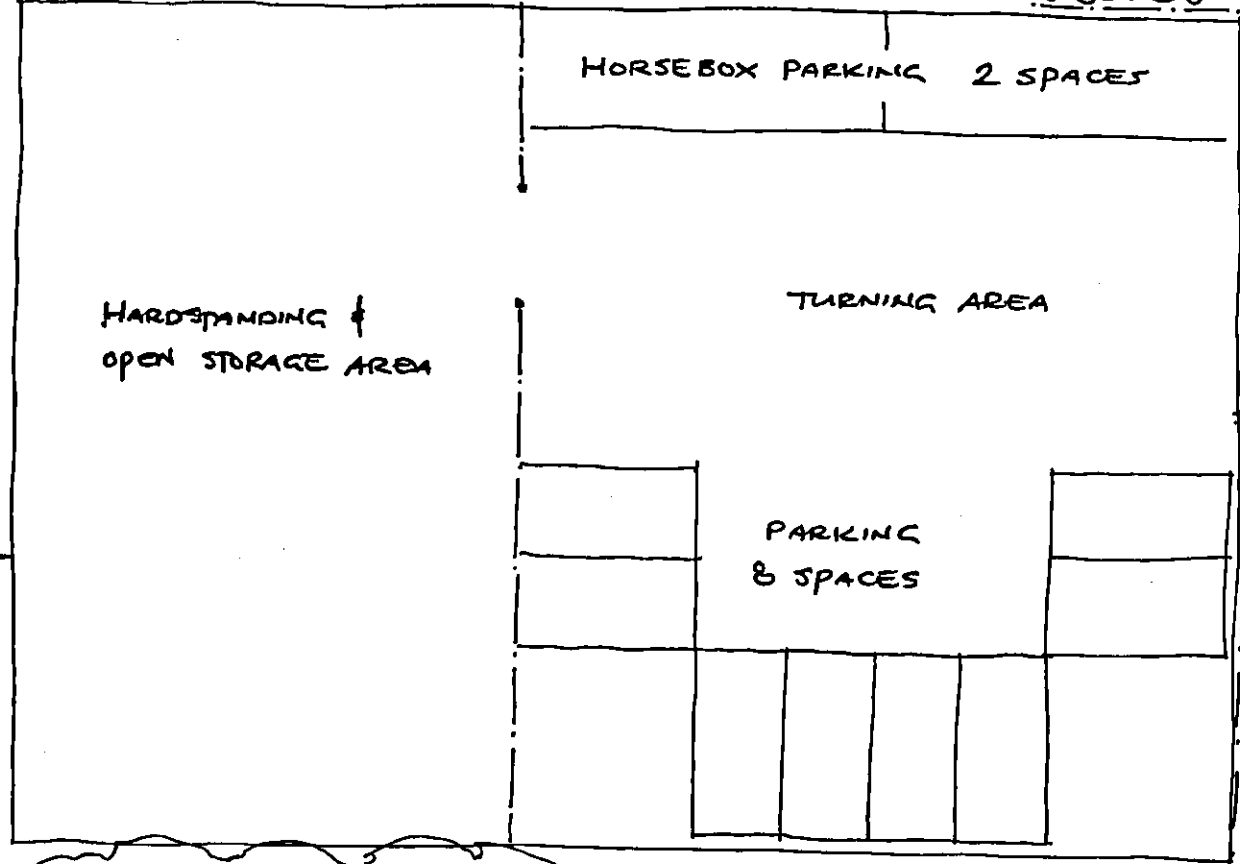 HORSEBOX PARKING 2 SPACES
TURNING AREA
HARDSTANDING &
OPEN STORAGE AREA
PARKING
8 SPACES